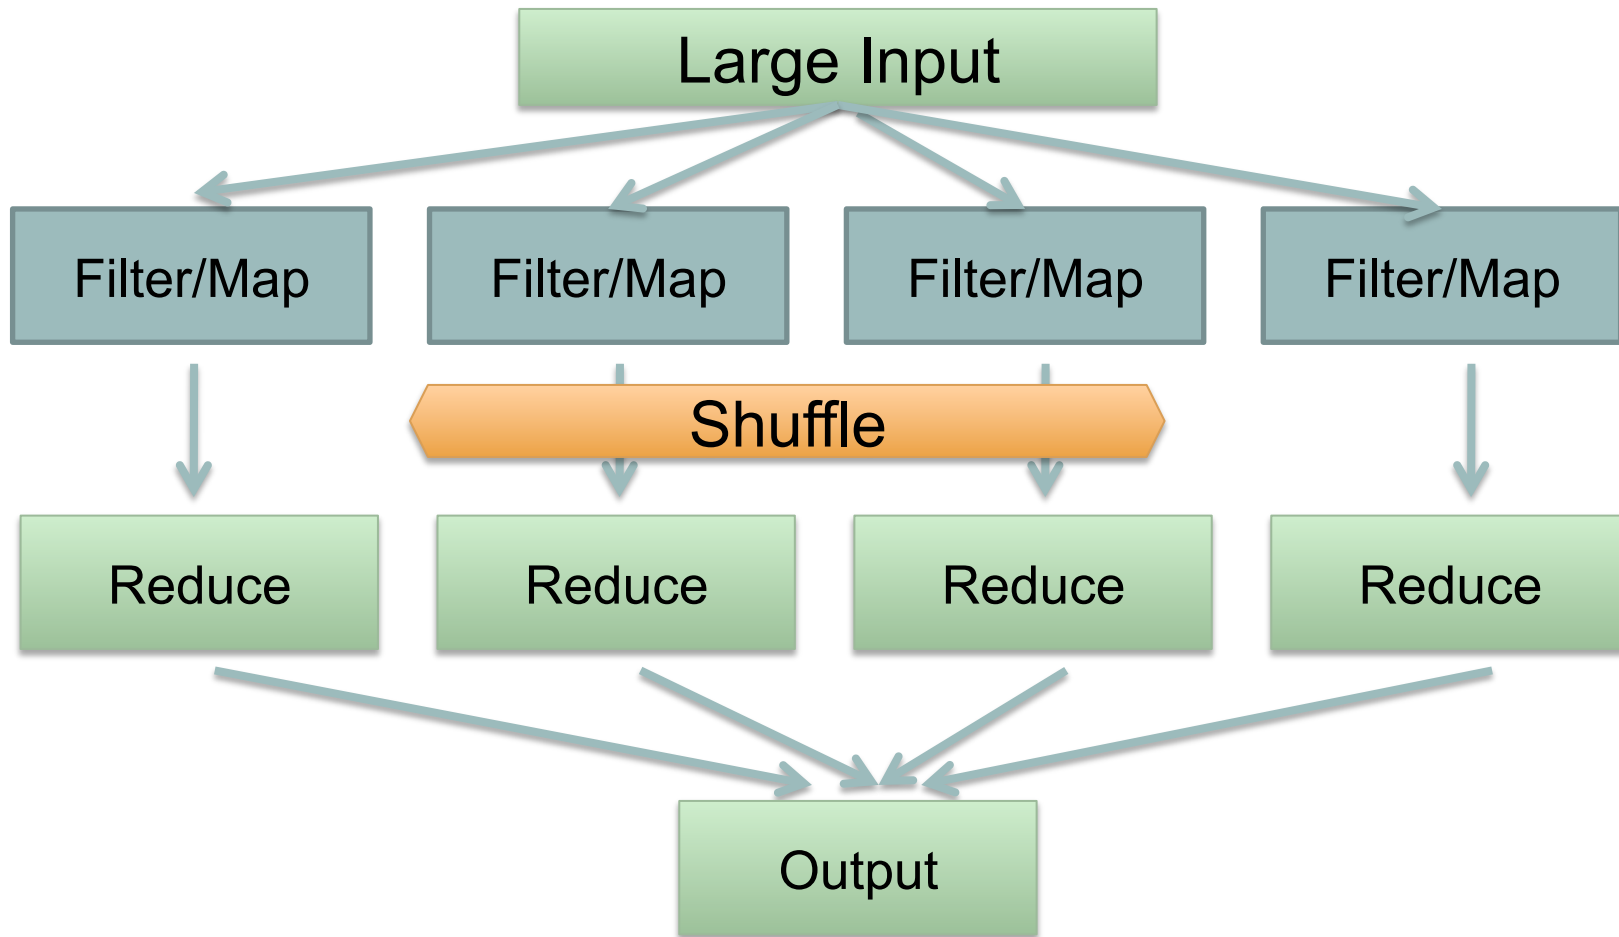 Large Input
Filter/Map
Filter/Map
Filter/Map
Filter/Map
Shuffle
Reduce
Reduce
Reduce
Reduce
Output